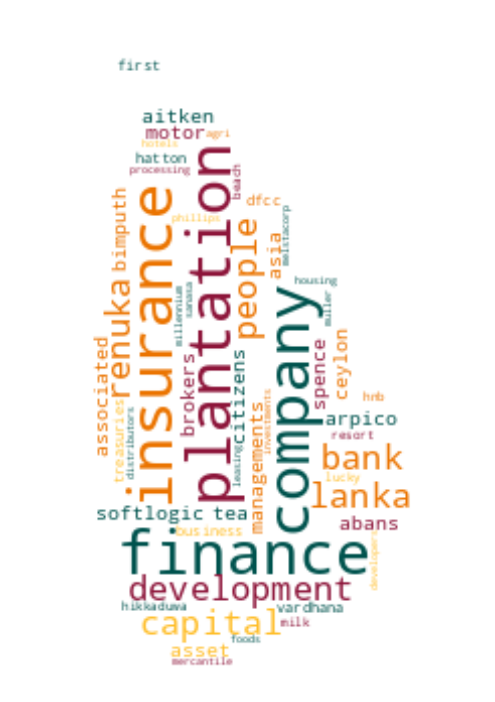 first
aitken
motor
agri
hotels
hatton
processing
beach
plantation
insurance
bimputh
phillips
dfcc
people
asia
melstacorp
renuka
millennium
sanasa
housing
muller
company
associated
brokers
citizens
spence
ceylon
treasuries
distributors
leasing
managements
investments
hnb
arpico
resort
bank
lucky
lanka
softlogic
tea
abans
business
finance
developers
development
hikkaduwa
vardhana
capital
milk
foods
asset
mercantile